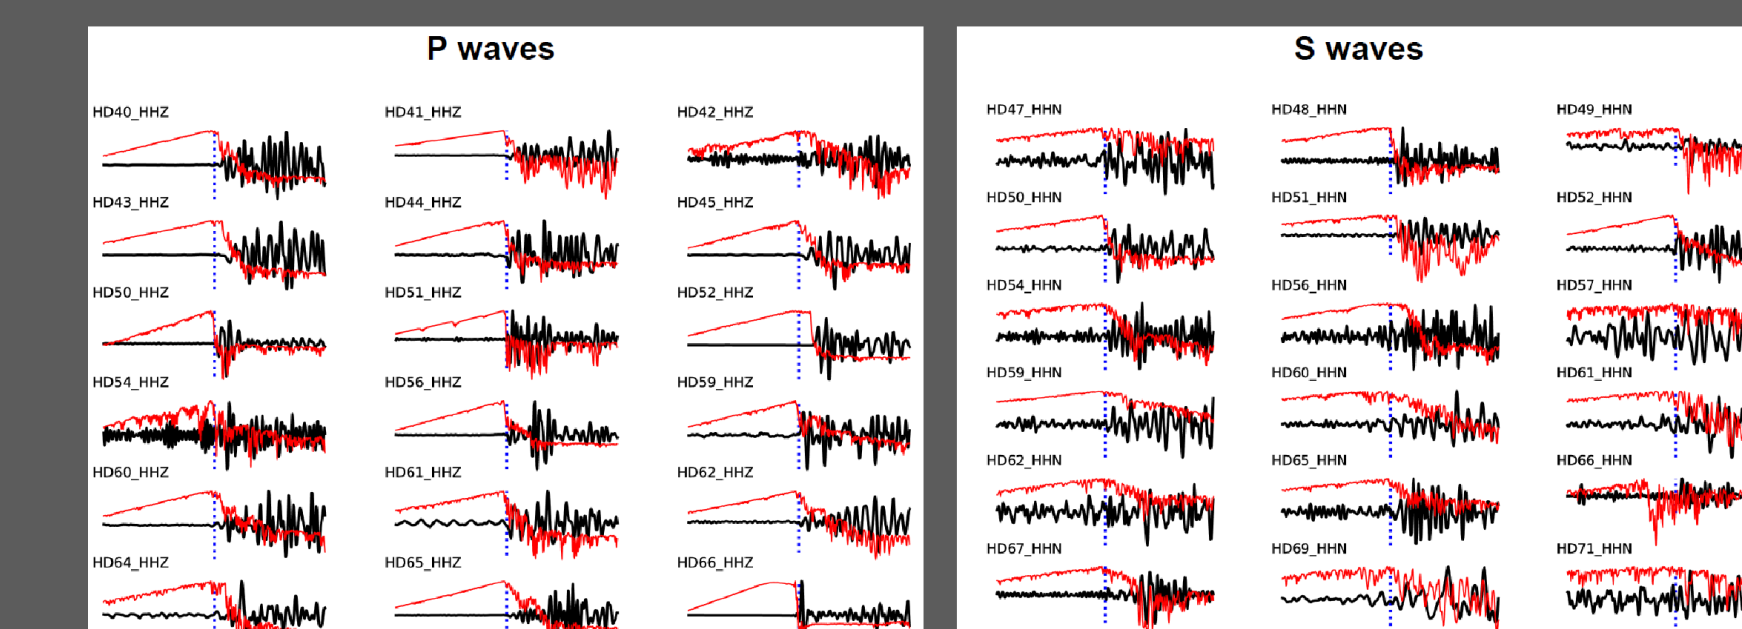 P waves
HD40_HHZ HD41_HHZ HD42_HHZ
HD43_HHZ HD44_HHZ HD45_HHZ
HD50_HHZ HD51_HHZ HD52_HHZ
HD54_HHZ HD56_HHZ HD59_HHZ
HD60_HHZ HD61_HHZ HD62_HHZ
HD64_HHZ HD65_HHZ HD66_HHZ
S waves
HD47_HHN HD48_HHN HD49_HHN
HD50_HHN HD51_HHN HD52_HHN
HD54_HHN HD56_HHN HD57_HHN
HD59_HHN HD60_HHN HD61_HHN
HD62_HHN HD65_HHN HD66_HHN
HD67_HHN HD69_HHN HD71_HHN